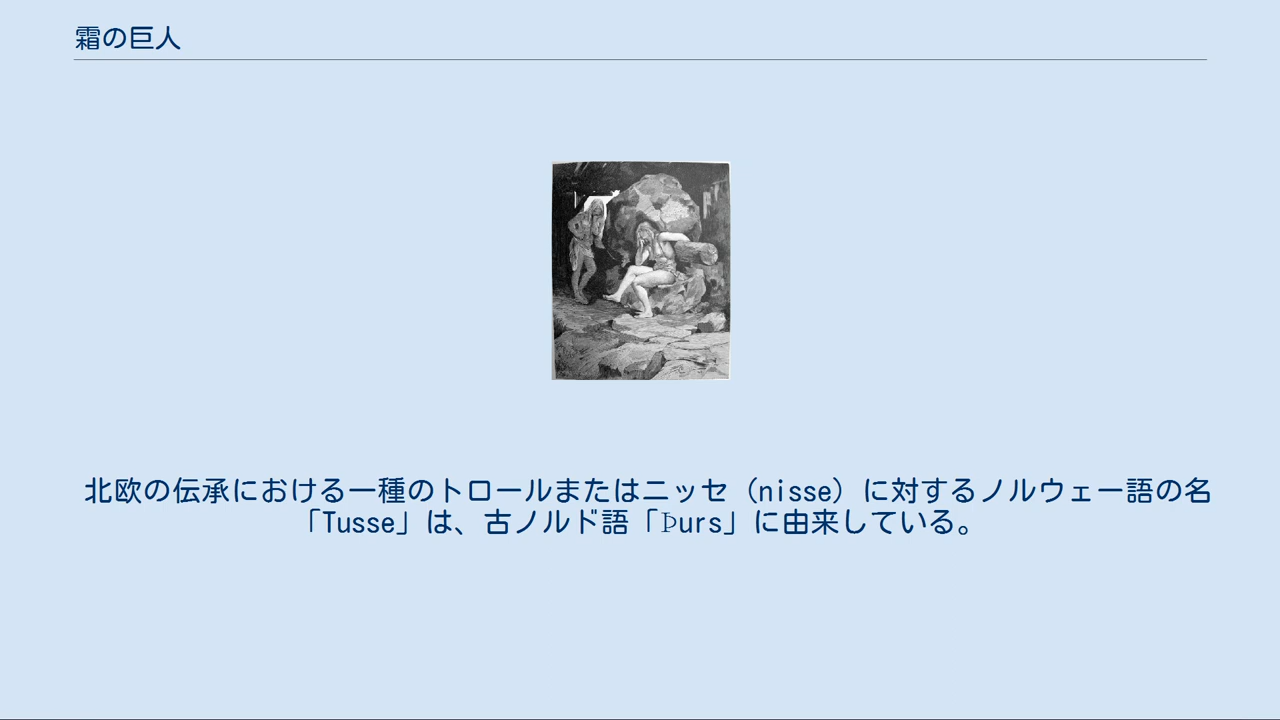 霜の巨人
北欧の伝承における一種のトロールまたはニッセ（nisse）に対するノルウェー語の名
「Tusse」は、古ノルド語「Þurs」に由来している。